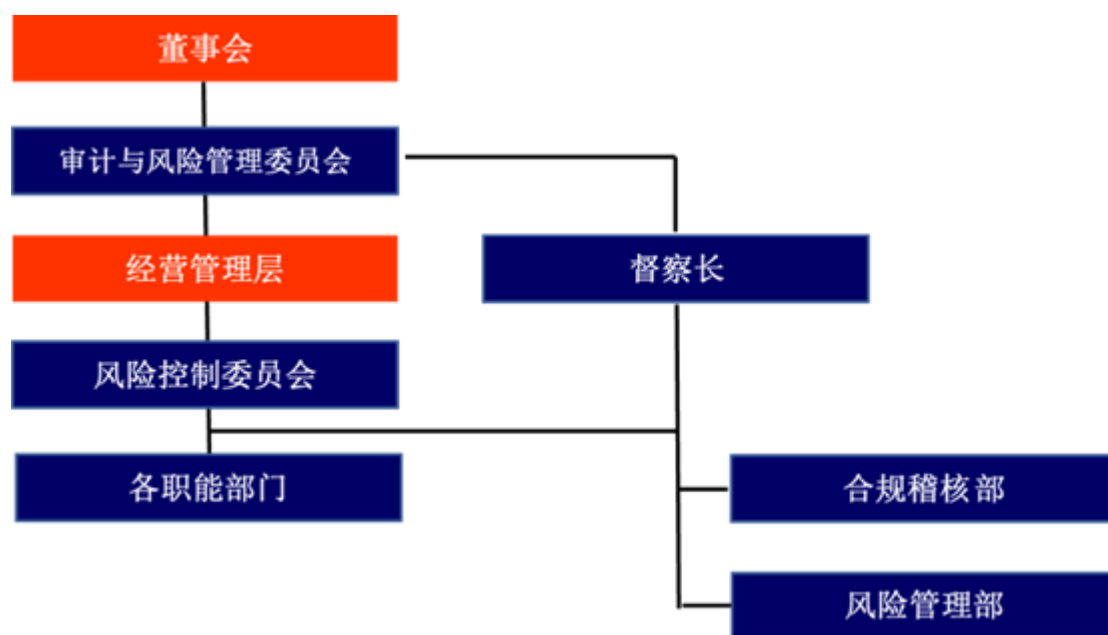 董事会
审计与风险管理委员会
经营管理层
督察长
风险控制委员会
各职能部门
合规稽核部
风险管理部